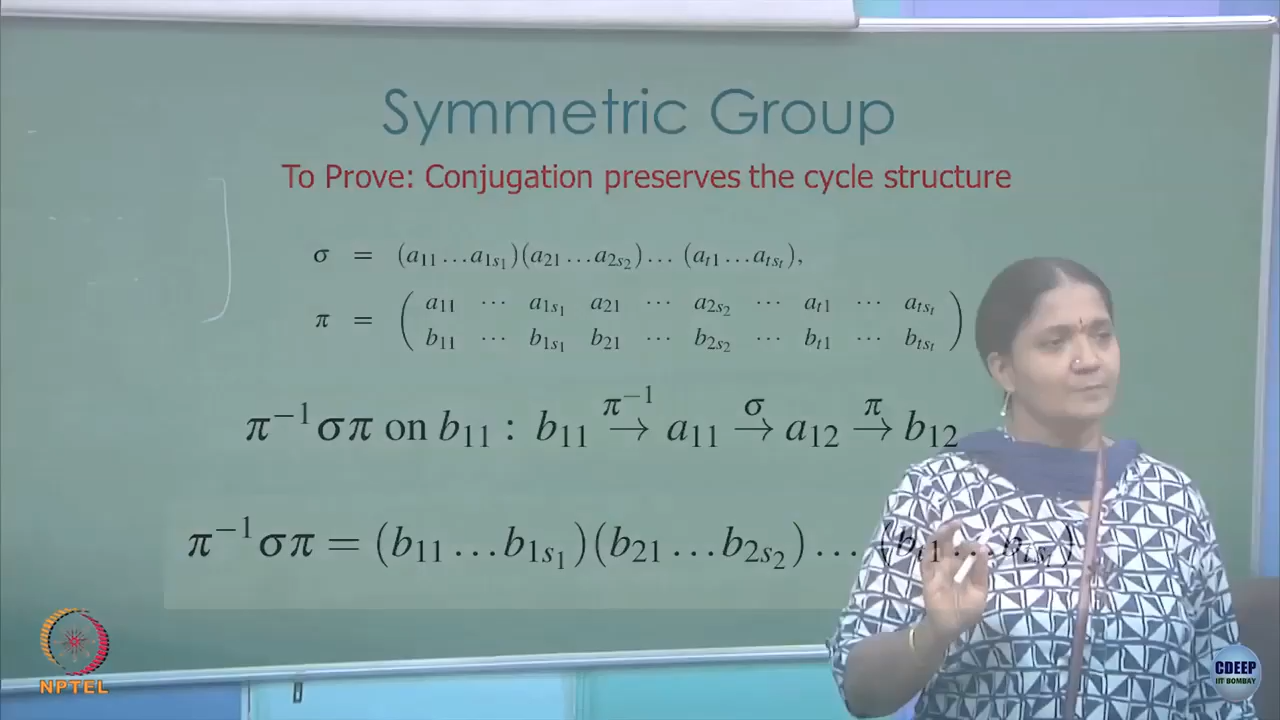 Symmetric Group
To Prove: Conjugation preserves the cycle structure
σ = (a₁₁ … a₁ₛ₁)(a₂₁ … a₂ₛ₂) … (aₜ₁ … aₜₛₜ),
π = ( a₁₁ ⋯ a₁ₛ₁ a₂₁ ⋯ a₂ₛ₂ ⋯ aₜ₁ ⋯ aₜₛₜ
b₁₁ ⋯ b₁ₛ₁ b₂₁ ⋯ b₂ₛ₂ ⋯ bₜ₁ ⋯ bₜₛₜ )
π⁻¹σπ on b₁₁ : b₁₁ →(π⁻¹) a₁₁ →(σ) a₁₂ →(π) b₁₂
π⁻¹σπ = (b₁₁ … b₁ₛ₁)(b₂₁ … b₂ₛ₂) … (bₜ₁ … bₜₛₜ)
NPTEL
CDEEP
IIT BOMBAY